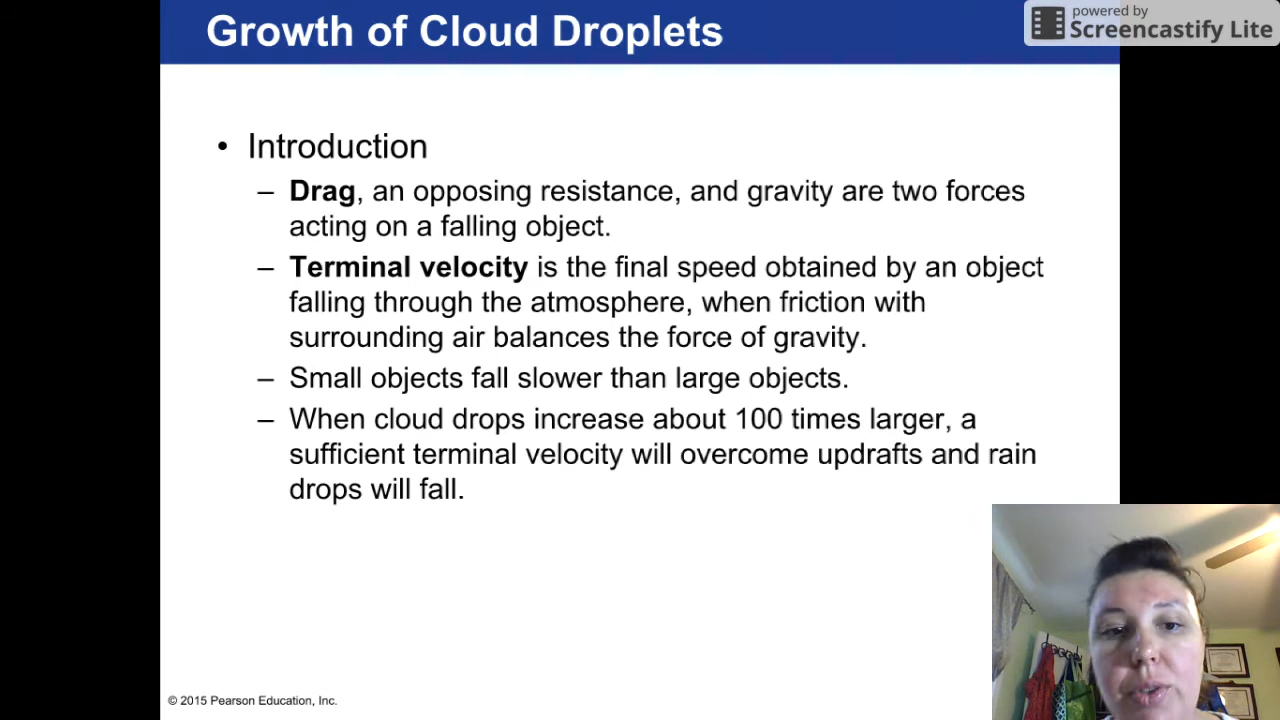 Growth of Cloud Droplets
powered by
Screencastify Lite
• Introduction
– Drag, an opposing resistance, and gravity are two forces
acting on a falling object.
– Terminal velocity is the final speed obtained by an object
falling through the atmosphere, when friction with
surrounding air balances the force of gravity.
– Small objects fall slower than large objects.
– When cloud drops increase about 100 times larger, a
sufficient terminal velocity will overcome updrafts and rain
drops will fall.
© 2015 Pearson Education, Inc.